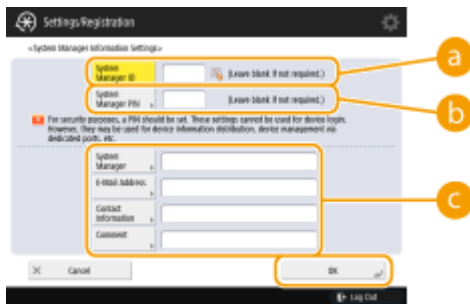 Settings/Registration
<System Manager Information Settings>
System
Manager ID
(Leave blank if not required.)
a
System
Manager PIN
(Leave blank if not required.)
b
For security purposes, a PIN should be set. These settings cannot be used for device login.
However, they may be used for device information distribution, device management via
dedicated ports, etc.
System
Manager
E-Mail Address
c
Contact
Information
Comment
Cancel
OK
Log Out